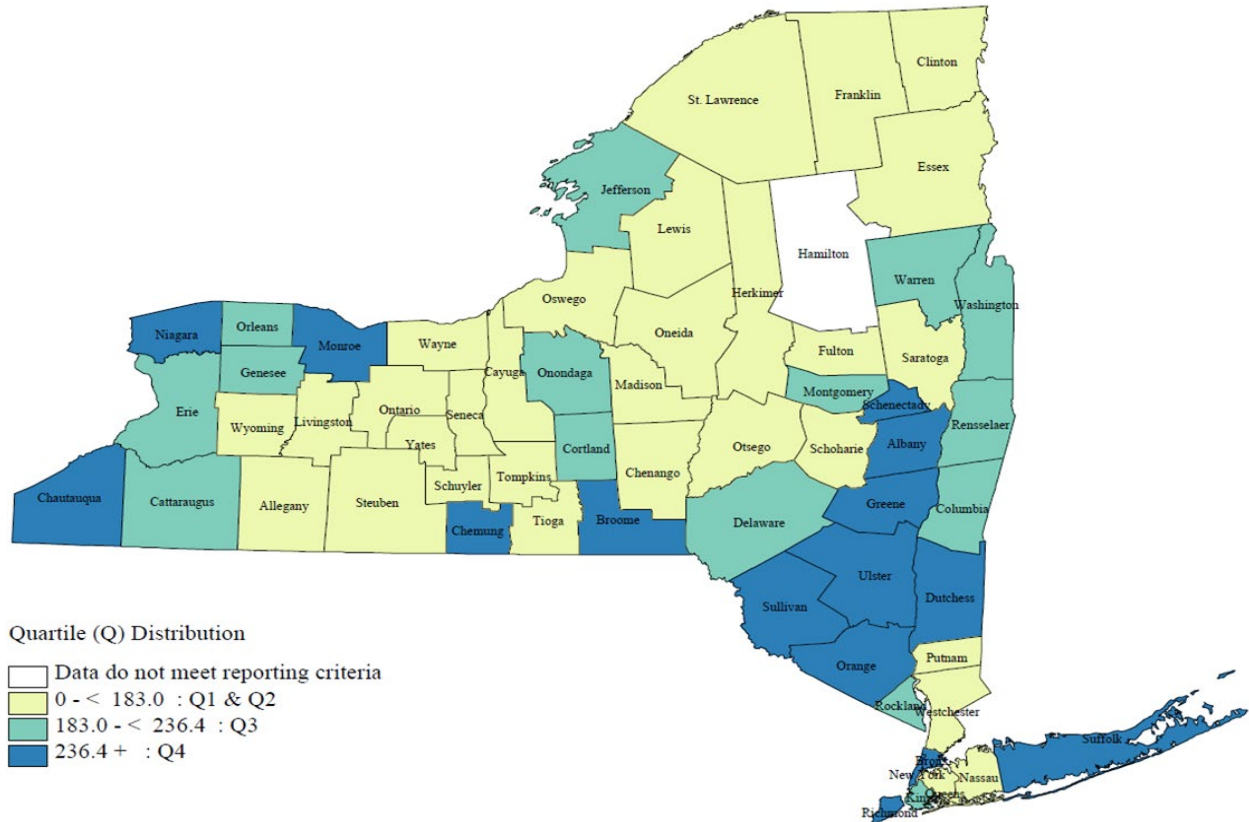 Clinton
St. Lawrence
Franklin
Essex
Jefferson
Lewis
Hamilton
Warren
Washington
Herkimer
Oswego
Oneida
Niagara
Orleans
Monroe
Wayne
Fulton
Saratoga
Genesee
Cayuga
Onondaga
Madison
Montgomery
Schenectady
Erie
Ontario
Seneca
Wyoming
Livingston
Rensselaer
Yates
Cortland
Otsego
Schoharie
Albany
Chenango
Tompkins
Schuyler
Chautauqua
Cattaraugus
Allegany
Steuben
Greene
Columbia
Chemung
Tioga
Broome
Delaware
Ulster
Sullivan
Dutchess
Putnam
Orange
Rockland
Westchester
Suffolk
Bronx
New York
Nassau
Queens
Kings
Richmond
Quartile (Q) Distribution
Data do not meet reporting criteria
0 - < 183.0 : Q1 & Q2
183.0 - < 236.4 : Q3
236.4 + : Q4